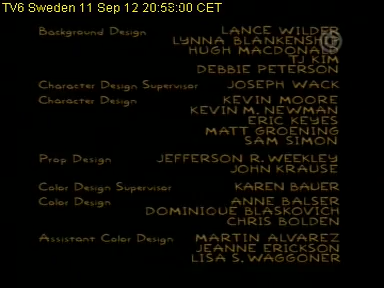 TV6 Sweden 11 Sep 12 20:58:00 CET
Background Design LANCE WILDER
LYNNA BLANKENSHIP
HUGH MACDONALD
TJ KIM
DEBBIE PETERSON
Character Design Supervisor JOSEPH WACK
Character Design KEVIN MOORE
KEVIN M. NEWMAN
ERIC KEYES
MATT GROENING
SAM SIMON
Prop Design JEFFERSON R. WEEKLEY
JOHN KRAUSE
Color Design Supervisor KAREN BAUER
Color Design ANNE BALSER
DOMINIQUE BLASKOVICH
CHRIS BOLDEN
Assistant Color Design MARTIN ALVAREZ
JEANNE ERICKSON
LISA S. WAGGONER